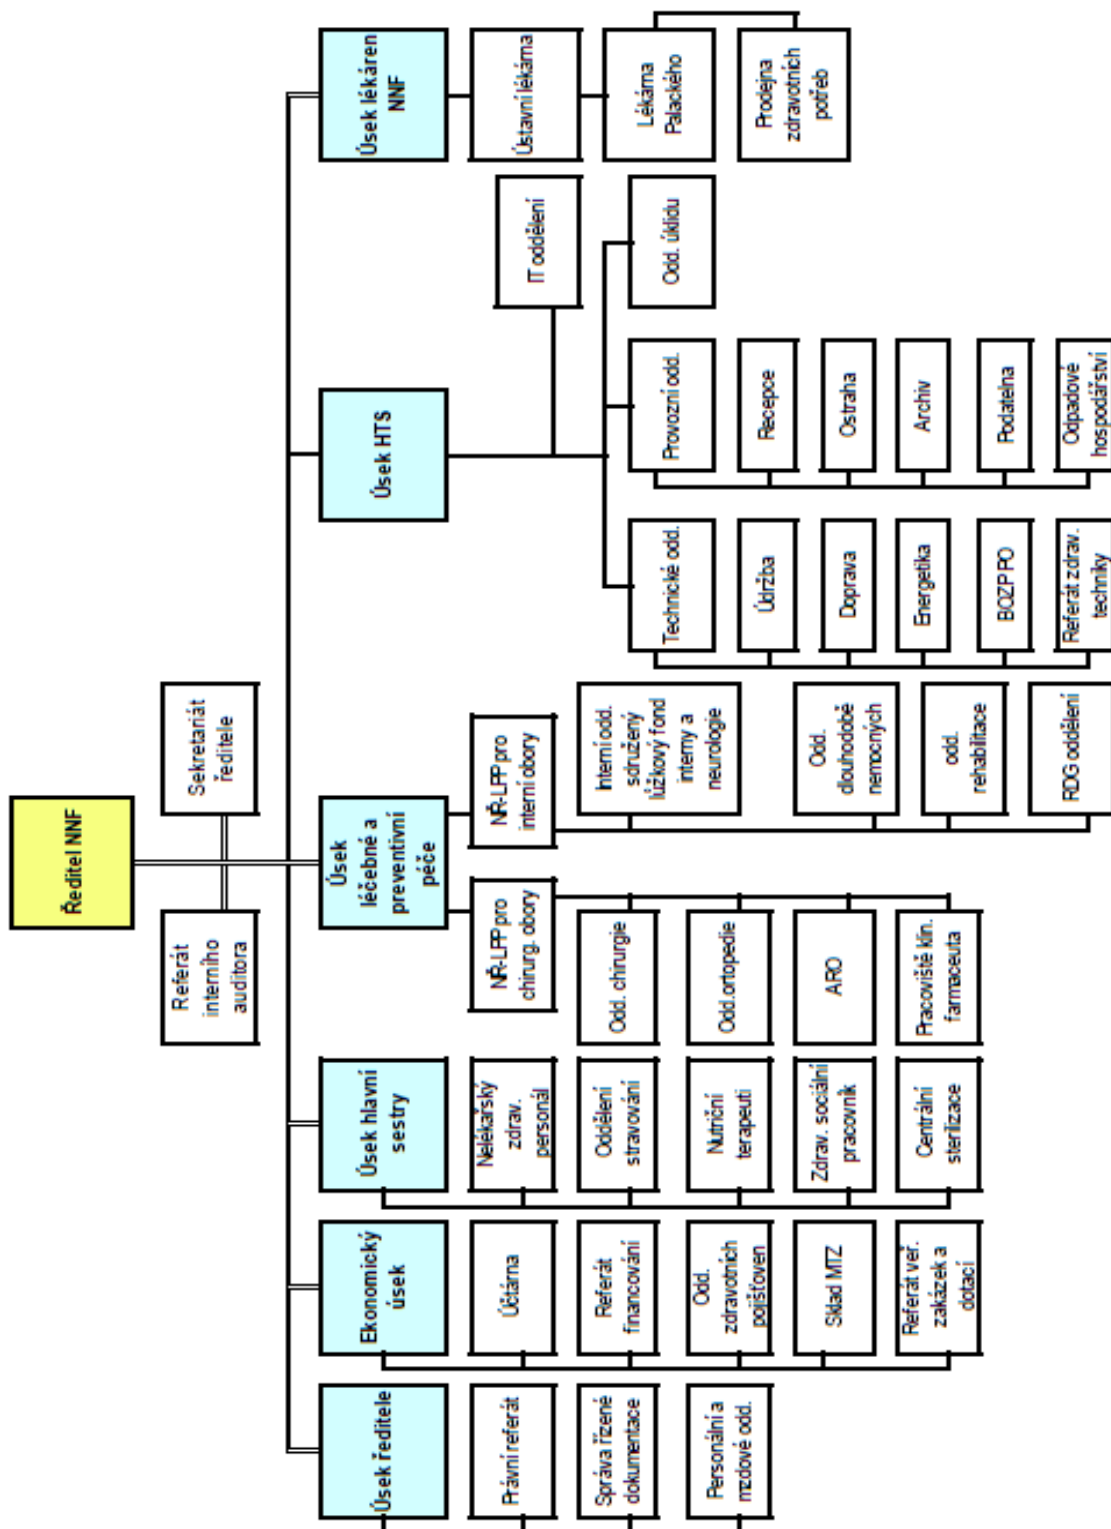 Ředitel NNF
Referát
interního
auditora
Sekretariát
ředitele
Úsek ředitele
Právní referát
Správa řízené
dokumentace
Personální a
mzdové odd.
Ekonomický
úsek
Účtárna
Referát
financování
Odd.
zdravotních
pojišťoven
Sklad MTZ
Referát veř.
zakázek a
dotací
Úsek hlavní
sestry
Nelékařský
zdrav.
personál
Oddělení
stravování
Nutriční
terapeuti
Zdrav. sociální
pracovník
Centrální
sterilizace
Úsek
léčebné a
preventivní
péče
NŘ-LPP pro
chirurg. obory
Odd. chirurgie
Odd.ortopedie
ARO
Pracoviště klin.
farmaceuta
NŘ-LPP pro
interní obory
Interní odd.
sdružený
lůžkový fond
interny a
neurologie
Odd.
dlouhodobě
nemocných
odd.
rehabilitace
RDG oddělení
Úsek HTS
IT oddělení
Technické odd.
Údržba
Doprava
Energetika
BOZP PO
Referát zdrav.
techniky
Provozní odd.
Recepce
Ostraha
Archiv
Podatelna
Odpadové
hospodářství
Odd. úklidu
Úsek lékáren
NNF
Ústavní lékárna
Lékárna
Palackého
Prodejna
zdravotních
potřeb